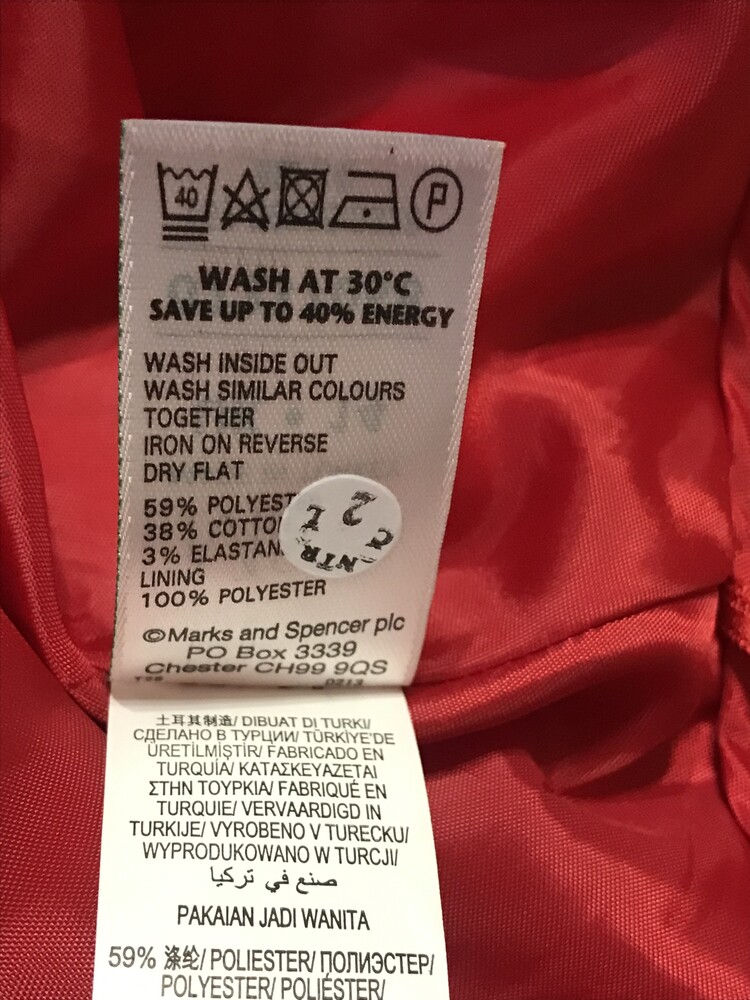 40
P
WASH AT 30°C
SAVE UP TO 40% ENERGY
WASH INSIDE OUT
WASH SIMILAR COLOURS
TOGETHER
IRON ON REVERSE
DRY FLAT
59% POLYEST
38% COTTO
3% ELASTAN
LINING
100% POLYESTER
©Marks and Spencer plc
PO Box 3339
Chester CH99 9QS
土耳其制造/ DIBUAT DI TURKI/
СДЕЛАНО В ТУРЦИИ/ TÜRKİYE'DE
ÜRETİLMİŞTİR/ FABRICADO EN
TURQUÍA/ ΚΑΤΑΣΚΕΥΑΖΕΤΑΙ
ΣΤΗΝ ΤΟΥΡΚΙΑ/ FABRIQUÉ EN
TURQUIE/ VERVAARDIGD IN
TURKIJE/ VYROBENO V TURECKU/
WYPRODUKOWANO W TURCJI/
صنع في تركيا
PAKAIAN JADI WANITA
59% 涤纶/ POLIESTER/ ПОЛИЭСТЕР/
POLYESTER/ POLIÉSTER/